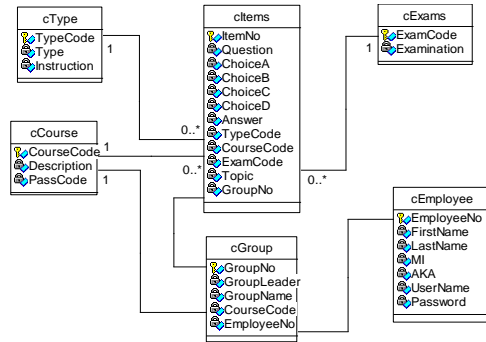 cType
TypeCode
Type
Instruction
1
cItems
ItemNo
Question
ChoiceA
ChoiceB
ChoiceC
ChoiceD
Answer
TypeCode
CourseCode
ExamCode
Topic
GroupNo
0..*
0..*
0..*
cExams
ExamCode
Examination
1
cCourse
CourseCode
Description
PassCode
1
1
cGroup
GroupNo
GroupLeader
GroupName
CourseCode
EmployeeNo
cEmployee
EmployeeNo
FirstName
LastName
MI
AKA
UserName
Password